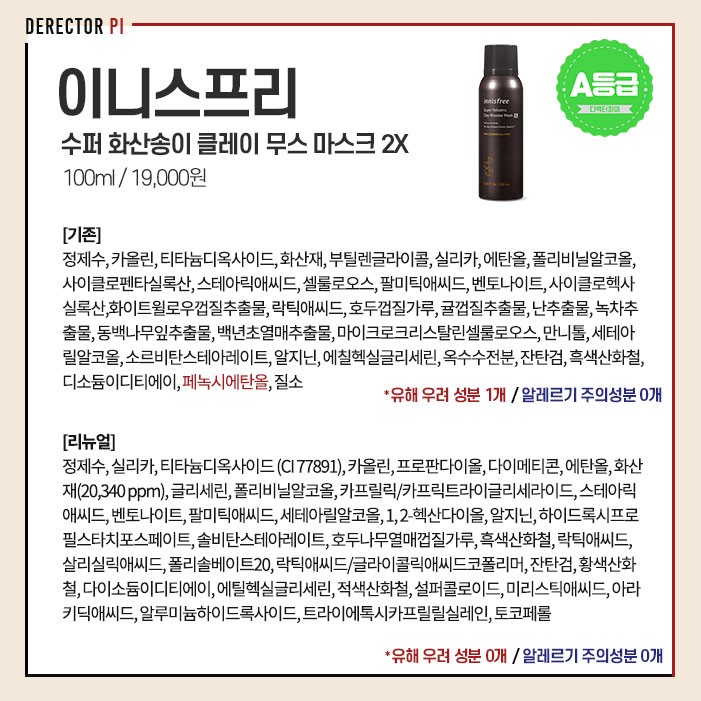 DERECTOR PI
이니스프리
수퍼 화산송이 클레이 무스 마스크 2X
100ml / 19,000원
innisfree
Super Volcanic
Clay Mousse Mask 2X
A등급
디렉터파이
[기존]
정제수, 카올린, 티타늄디옥사이드, 화산재, 부틸렌글라이콜, 실리카, 에탄올, 폴리비닐알코올,
사이클로펜타실록산, 스테아릭애씨드, 셀룰로오스, 팔미틱애씨드, 벤토나이트, 사이클로헥사
실록산,화이트윌로우껍질추출물, 락틱애씨드, 호두껍질가루, 귤껍질추출물, 난추출물, 녹차추
출물, 동백나무잎추출물, 백년초열매추출물, 마이크로크리스탈린셀룰로오스, 만니톨, 세테아
릴알코올, 소르비탄스테아레이트, 알지닌, 에칠헥실글리세린, 옥수수전분, 잔탄검, 흑색산화철,
디소듐이디티에이, 페녹시에탄올, 질소
*유해 우려 성분 1개 / 알레르기 주의성분 0개
[리뉴얼]
정제수, 실리카, 티타늄디옥사이드 (CI 77891), 카올린, 프로판다이올, 다이메티콘, 에탄올, 화산
재(20,340 ppm), 글리세린, 폴리비닐알코올, 카프릴릭/카프릭트라이글리세라이드, 스테아릭
애씨드, 벤토나이트, 팔미틱애씨드, 세테아릴알코올, 1, 2-헥산다이올, 알지닌, 하이드록시프로
필스타치포스페이트, 솔비탄스테아레이트, 호두나무열매껍질가루, 흑색산화철, 락틱애씨드,
살리실릭애씨드, 폴리솔베이트20, 락틱애씨드/글라이콜릭애씨드코폴리머, 잔탄검, 황색산화
철, 다이소듐이디티에이, 에틸헥실글리세린, 적색산화철, 설퍼콜로이드, 미리스틱애씨드, 아라
키딕애씨드, 알루미늄하이드록사이드, 트라이에톡시카프릴릴실레인, 토코페롤
*유해 우려 성분 0개 / 알레르기 주의성분 0개